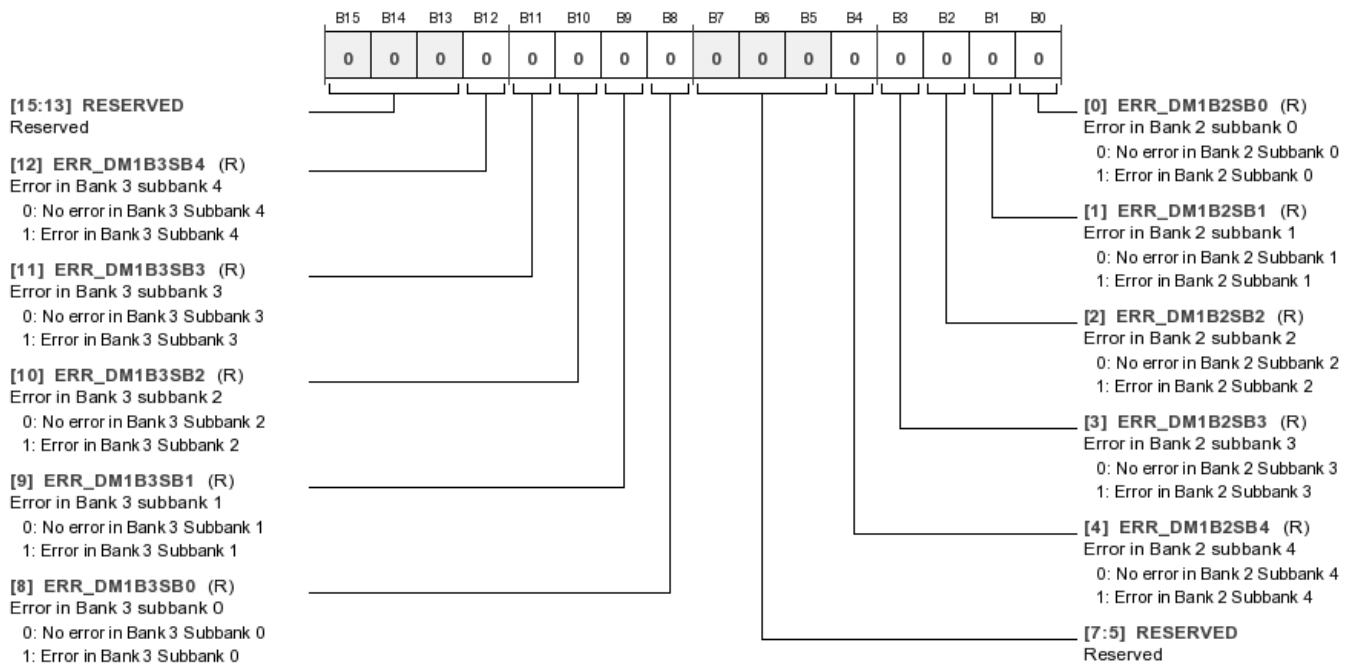 B15 B14 B13 B12 B11 B10 B9 B8 B7 B6 B5 B4 B3 B2 B1 B0
0 0 0 0 0 0 0 0 0 0 0 0 0 0 0 0
[15:13] RESERVED
Reserved
[12] ERR_DM1B3SB4 (R)
Error in Bank 3 subbank 4
0: No error in Bank 3 Subbank 4
1: Error in Bank 3 Subbank 4
[11] ERR_DM1B3SB3 (R)
Error in Bank 3 subbank 3
0: No error in Bank 3 Subbank 3
1: Error in Bank 3 Subbank 3
[10] ERR_DM1B3SB2 (R)
Error in Bank 3 subbank 2
0: No error in Bank 3 Subbank 2
1: Error in Bank 3 Subbank 2
[9] ERR_DM1B3SB1 (R)
Error in Bank 3 subbank 1
0: No error in Bank 3 Subbank 1
1: Error in Bank 3 Subbank 1
[8] ERR_DM1B3SB0 (R)
Error in Bank 3 subbank 0
0: No error in Bank 3 Subbank 0
1: Error in Bank 3 Subbank 0
[0] ERR_DM1B2SB0 (R)
Error in Bank 2 subbank 0
0: No error in Bank 2 Subbank 0
1: Error in Bank 2 Subbank 0
[1] ERR_DM1B2SB1 (R)
Error in Bank 2 subbank 1
0: No error in Bank 2 Subbank 1
1: Error in Bank 2 Subbank 1
[2] ERR_DM1B2SB2 (R)
Error in Bank 2 subbank 2
0: No error in Bank 2 Subbank 2
1: Error in Bank 2 Subbank 2
[3] ERR_DM1B2SB3 (R)
Error in Bank 2 subbank 3
0: No error in Bank 2 Subbank 3
1: Error in Bank 2 Subbank 3
[4] ERR_DM1B2SB4 (R)
Error in Bank 2 subbank 4
0: No error in Bank 2 Subbank 4
1: Error in Bank 2 Subbank 4
[7:5] RESERVED
Reserved